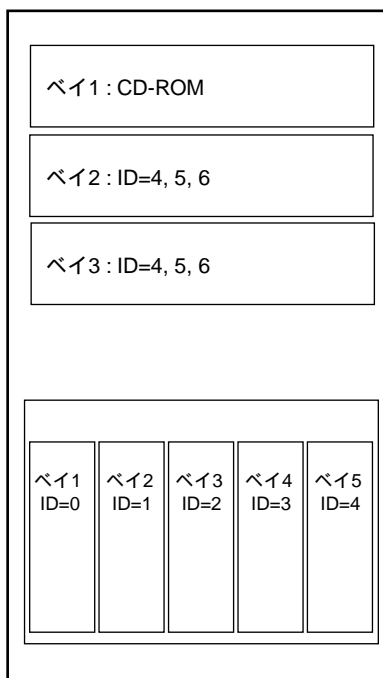 ベイ1 : CD-ROM
ベイ2 : ID=4, 5, 6
ベイ3 : ID=4, 5, 6
ベイ1
ID=0
ベイ2
ID=1
ベイ3
ID=2
ベイ4
ID=3
ベイ5
ID=4